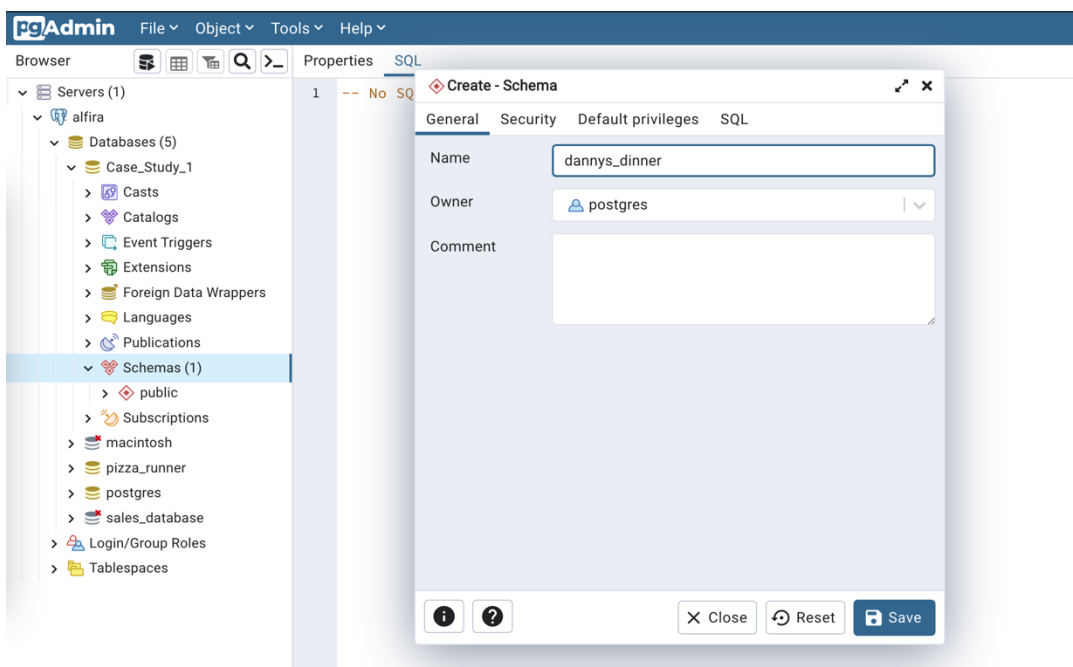 pgAdmin File Object Tools Help
Browser
Properties SQL
1 -- No SQ
Servers (1)
alfira
Databases (5)
Case_Study_1
Casts
Catalogs
Event Triggers
Extensions
Foreign Data Wrappers
Languages
Publications
Schemas (1)
public
Subscriptions
macintosh
pizza_runner
postgres
sales_database
Login/Group Roles
Tablespaces
Create - Schema
General Security Default privileges SQL
Name dannys_dinner
Owner postgres
Comment
Close Reset Save